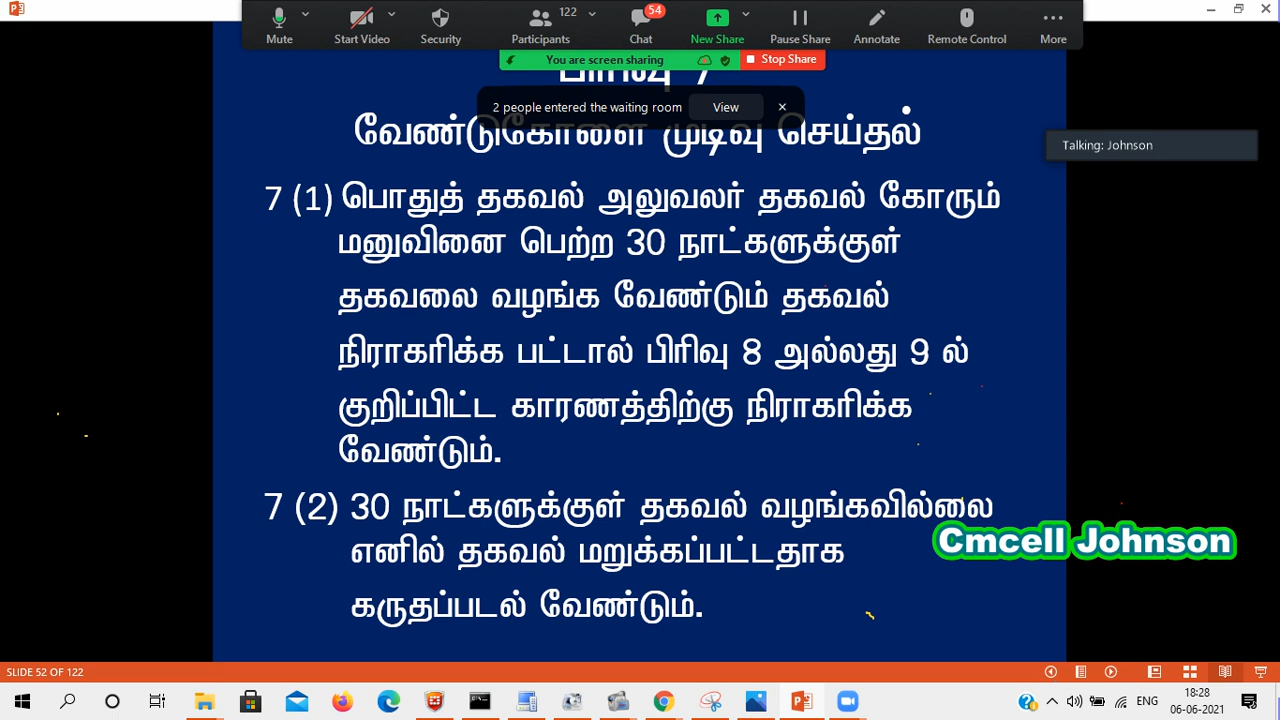 122
54
Mute
Start Video
Security
Participants
Chat
New Share
Pause Share
Annotate
Remote Control
More
You are screen sharing
Stop Share
பிரிவு 7
2 people entered the waiting room
View
வேண்டுகோளை முடிவு செய்தல்
Talking: Johnson
7 (1) பொதுத் தகவல் அலுவலர் தகவல் கோரும்
மனுவினை பெற்ற 30 நாட்களுக்குள்
தகவலை வழங்க வேண்டும் தகவல்
நிராகரிக்க பட்டால் பிரிவு 8 அல்லது 9 ல்
குறிப்பிட்ட காரணத்திற்கு நிராகரிக்க
வேண்டும்.
7 (2) 30 நாட்களுக்குள் தகவல் வழங்கவில்லை
எனில் தகவல் மறுக்கப்பட்டதாக
கருதப்படல் வேண்டும்.
Cmcell Johnson
SLIDE 52 OF 122
ENG
18:28
06-06-2021